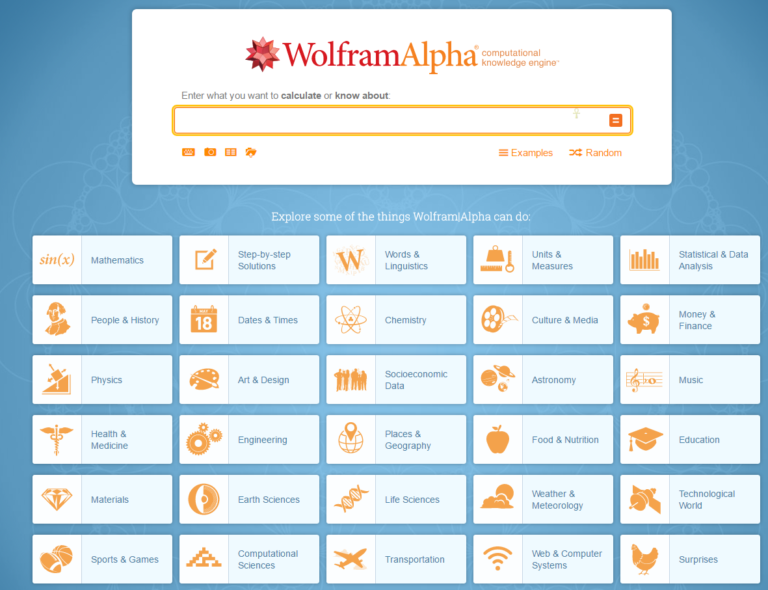 WolframAlpha® computational
knowledge engine™
Enter what you want to calculate or know about:
Examples Random
Explore some of the things Wolfram|Alpha can do:
sin(x) Mathematics
Step-by-step
Solutions
W Words &
Linguistics
Units &
Measures
Statistical & Data
Analysis
People & History
18 Dates & Times
Chemistry
Culture & Media
$ Money &
Finance
Physics
Art & Design
Socioeconomic
Data
Astronomy
Music
Health &
Medicine
Engineering
Places &
Geography
Food & Nutrition
Education
Materials
Earth Sciences
Life Sciences
Weather &
Meteorology
Technological
World
Sports & Games
Computational
Sciences
Transportation
Web & Computer
Systems
Surprises